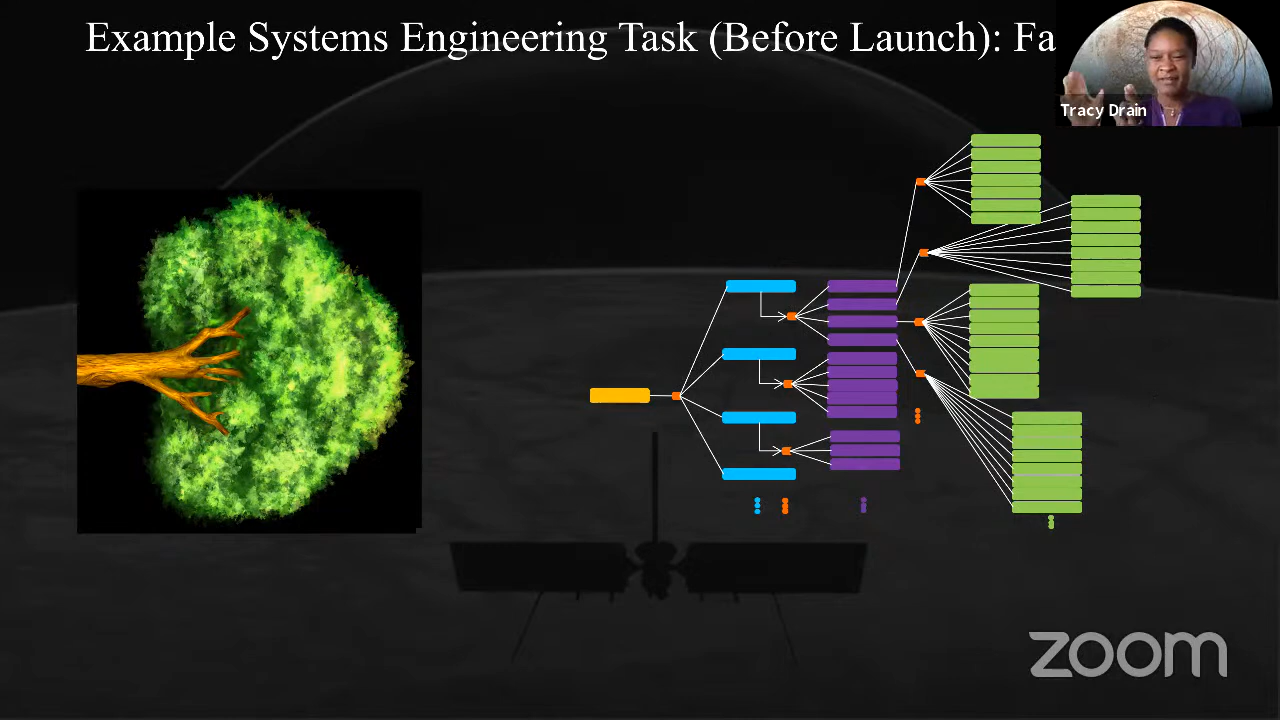 Example Systems Engineering Task (Before Launch): Fa
Tracy Drain
zoom